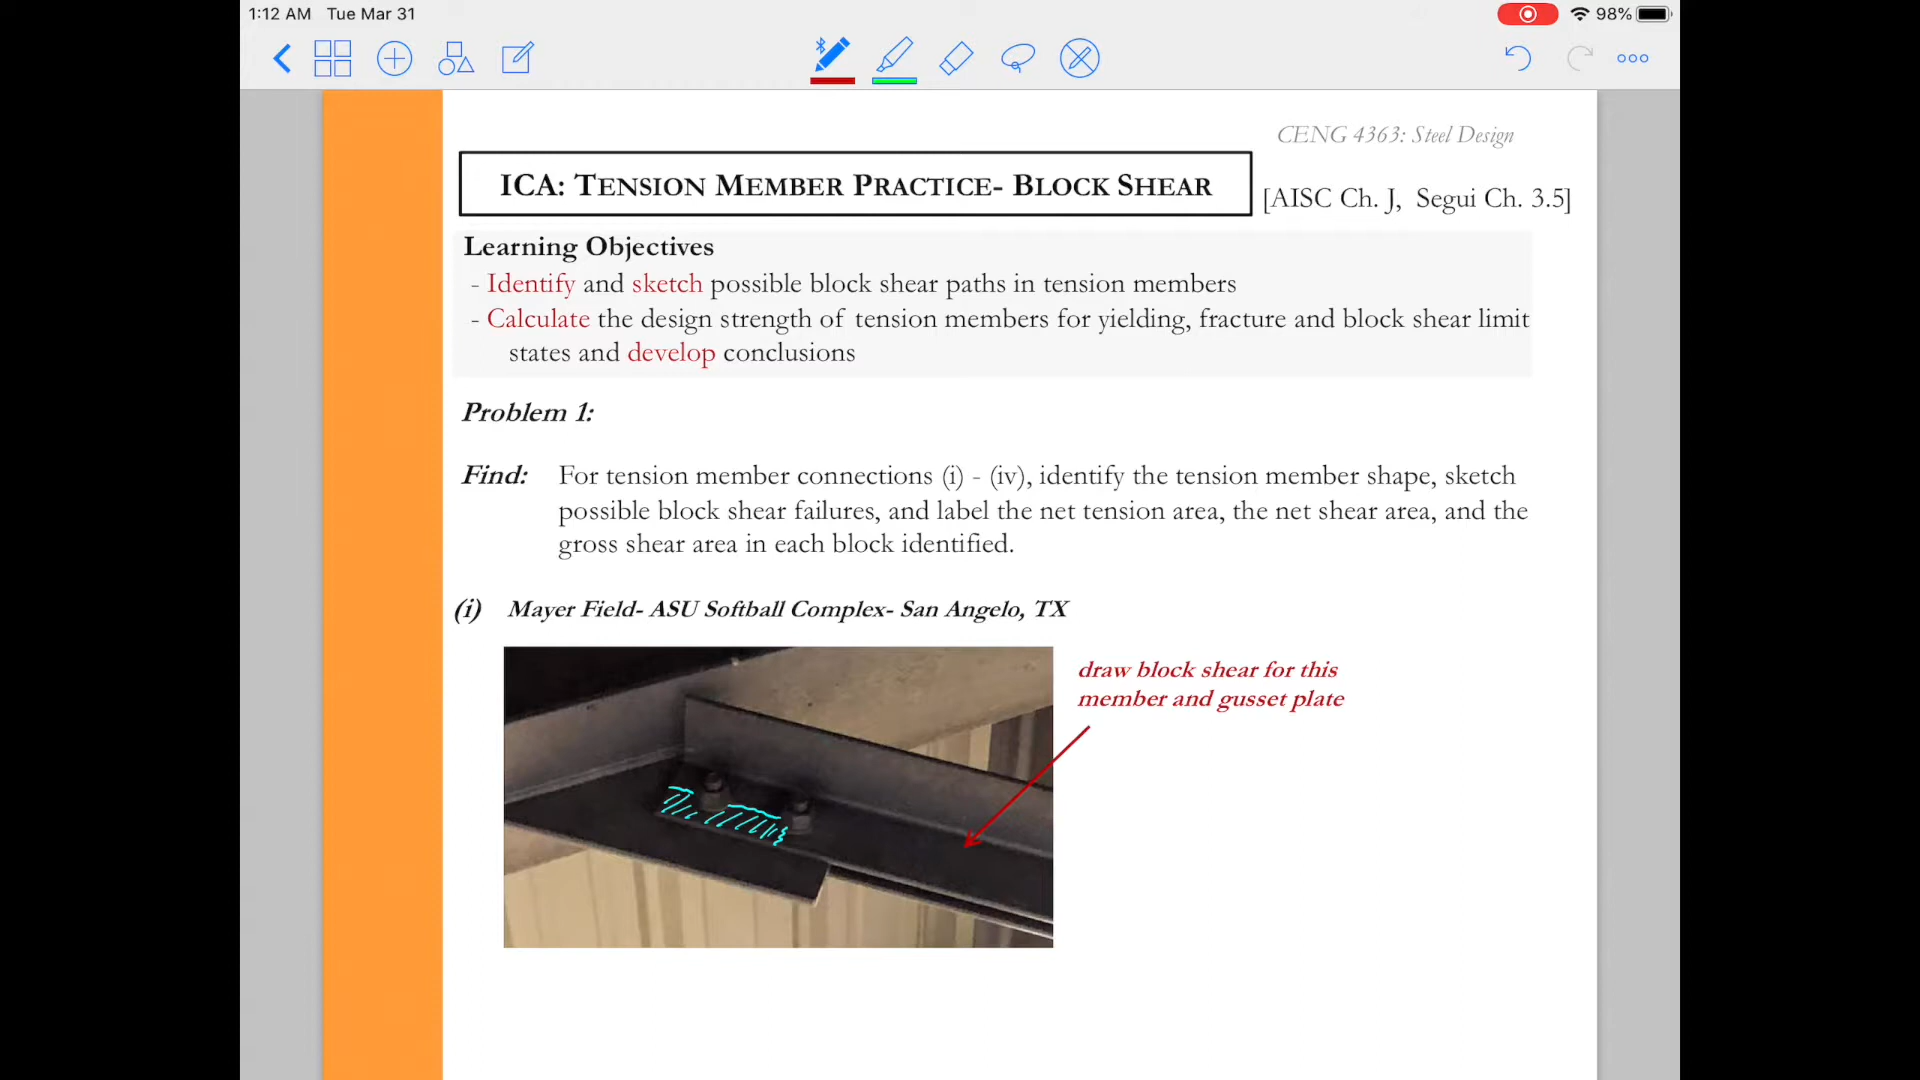 1:12 AM Tue Mar 31
98%
CENG 4363: Steel Design
ICA: TENSION MEMBER PRACTICE- BLOCK SHEAR
[AISC Ch. J, Segui Ch. 3.5]
Learning Objectives
- Identify and sketch possible block shear paths in tension members
- Calculate the design strength of tension members for yielding, fracture and block shear limit
states and develop conclusions
Problem 1:
Find: For tension member connections (i) - (iv), identify the tension member shape, sketch
possible block shear failures, and label the net tension area, the net shear area, and the
gross shear area in each block identified.
(i) Mayer Field- ASU Softball Complex- San Angelo, TX
draw block shear for this
member and gusset plate